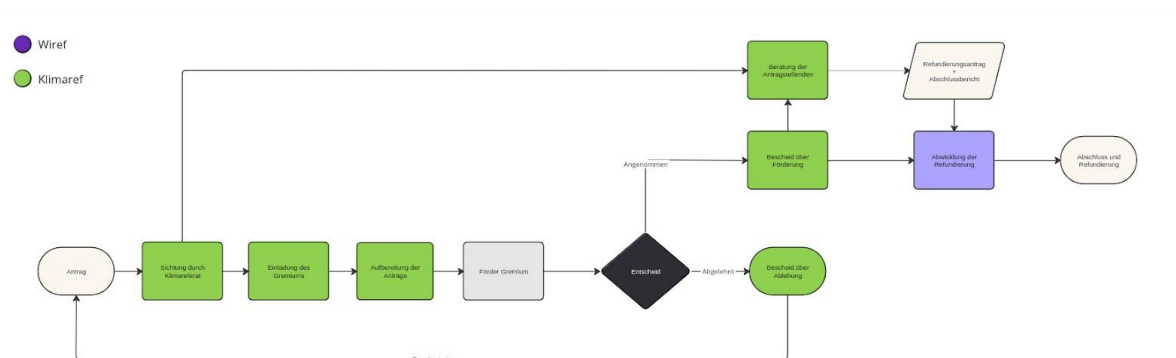 Wiref
Klimaref
Beratung der
Antragstellenden
Refundierungsantrag
+
Abschlussbericht
Angenommen
Bescheid über
Förderung
Abwicklung der
Refundierung
Abschluss und
Refundierung
Antrag
Sichtung durch
Klimareferat
Einladung des
Gremiums
Aufbereitung der
Anträge
Förder Gremium
Entscheid
Abgelehnt
Bescheid über
Ablehung